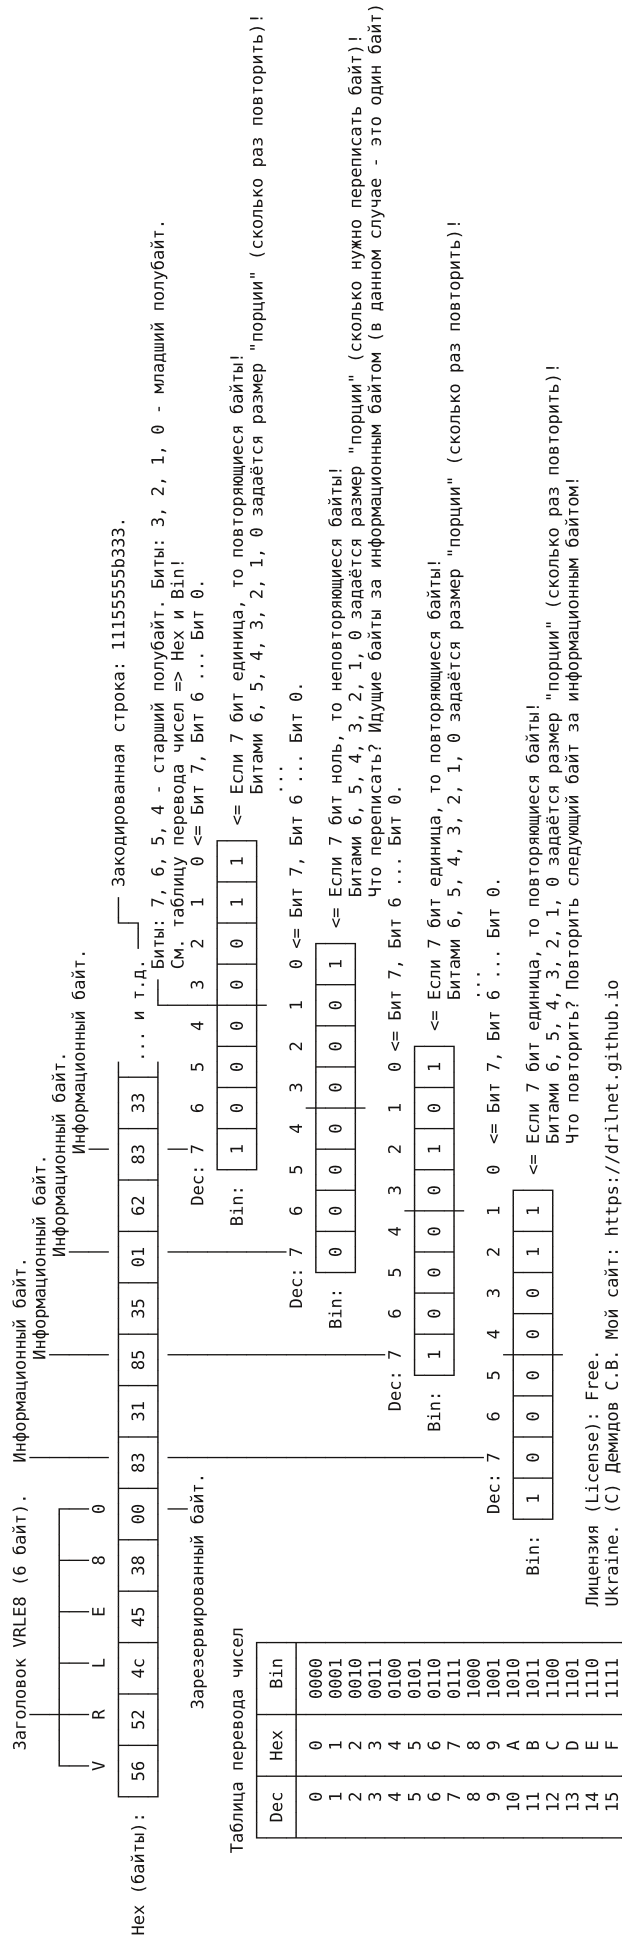 Заголовок VRLE8 (6 байт). Информационный байт.
Информационный байт.
Информационный байт.
Информационный байт.
V R L E 8 0
Закодированная строка: 11155555b333.
Hex (байты): 56 52 4c 45 38 00 83 31 85 35 01 62 83 33 ... и т.д.
Биты: 7, 6, 5, 4 - старший полубайт. Биты: 3, 2, 1, 0 - младший полубайт.
См. таблицу перевода чисел => Hex и Bin!
Зарезервированный байт.
Dec: 7 6 5 4 3 2 1 0 <= Бит 7, Бит 6 ... Бит 0.
Bin: 1 0 0 0 0 0 1 1 <= Если 7 бит единица, то повторяющиеся байты!
Битами 6, 5, 4, 3, 2, 1, 0 задаётся размер "порции" (сколько раз повторить)!
...
Dec: 7 6 5 4 3 2 1 0 <= Бит 7, Бит 6 ... Бит 0.
Bin: 0 0 0 0 0 0 0 1 <= Если 7 бит ноль, то неповторяющиеся байты!
Битами 6, 5, 4, 3, 2, 1, 0 задаётся размер "порции" (сколько нужно переписать байт)!
Что переписать? Идущие байты за информационным байтом (в данном случае - это один байт)
Dec: 7 6 5 4 3 2 1 0 <= Бит 7, Бит 6 ... Бит 0.
Bin: 1 0 0 0 0 1 0 1 <= Если 7 бит единица, то повторяющиеся байты!
Битами 6, 5, 4, 3, 2, 1, 0 задаётся размер "порции" (сколько раз повторить)!
...
Dec: 7 6 5 4 3 2 1 0 <= Бит 7, Бит 6 ... Бит 0.
Bin: 1 0 0 0 0 0 1 1 <= Если 7 бит единица, то повторяющиеся байты!
Битами 6, 5, 4, 3, 2, 1, 0 задаётся размер "порции" (сколько раз повторить)!
Что повторить? Повторить следующий байт за информационным байтом!
Таблица перевода чисел
Dec Hex Bin
0 0 0000
1 1 0001
2 2 0010
3 3 0011
4 4 0100
5 5 0101
6 6 0110
7 7 0111
8 8 1000
9 9 1001
10 A 1010
11 B 1011
12 C 1100
13 D 1101
14 E 1110
15 F 1111
Лицензия (License): Free.
Ukraine. (C) Демидов С.В. Мой сайт: https://drilnet.github.io